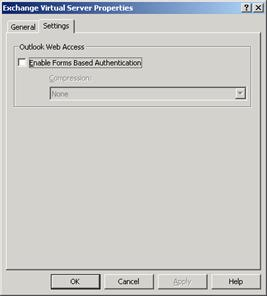 Exchange Virtual Server Properties
General Settings
Outlook Web Access
Enable Forms Based Authentication
Compression:
None
OK Cancel Apply Help